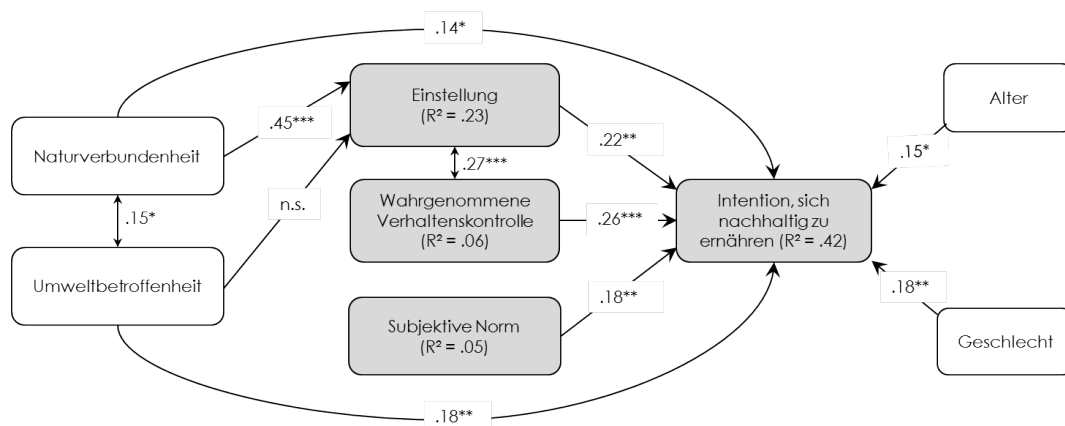 .14*
Einstellung
(R² = .23)
Alter
.45***
.22**
Naturverbundenheit
.15*
.27***
n.s.
Wahrgenommene
Verhaltenskontrolle
(R² = .06)
Intention, sich
nachhaltig zu
ernähren (R² = .42)
.15*
.26***
Umweltbetroffenheit
.18**
.18**
Subjektive Norm
(R² = .05)
Geschlecht
.18**